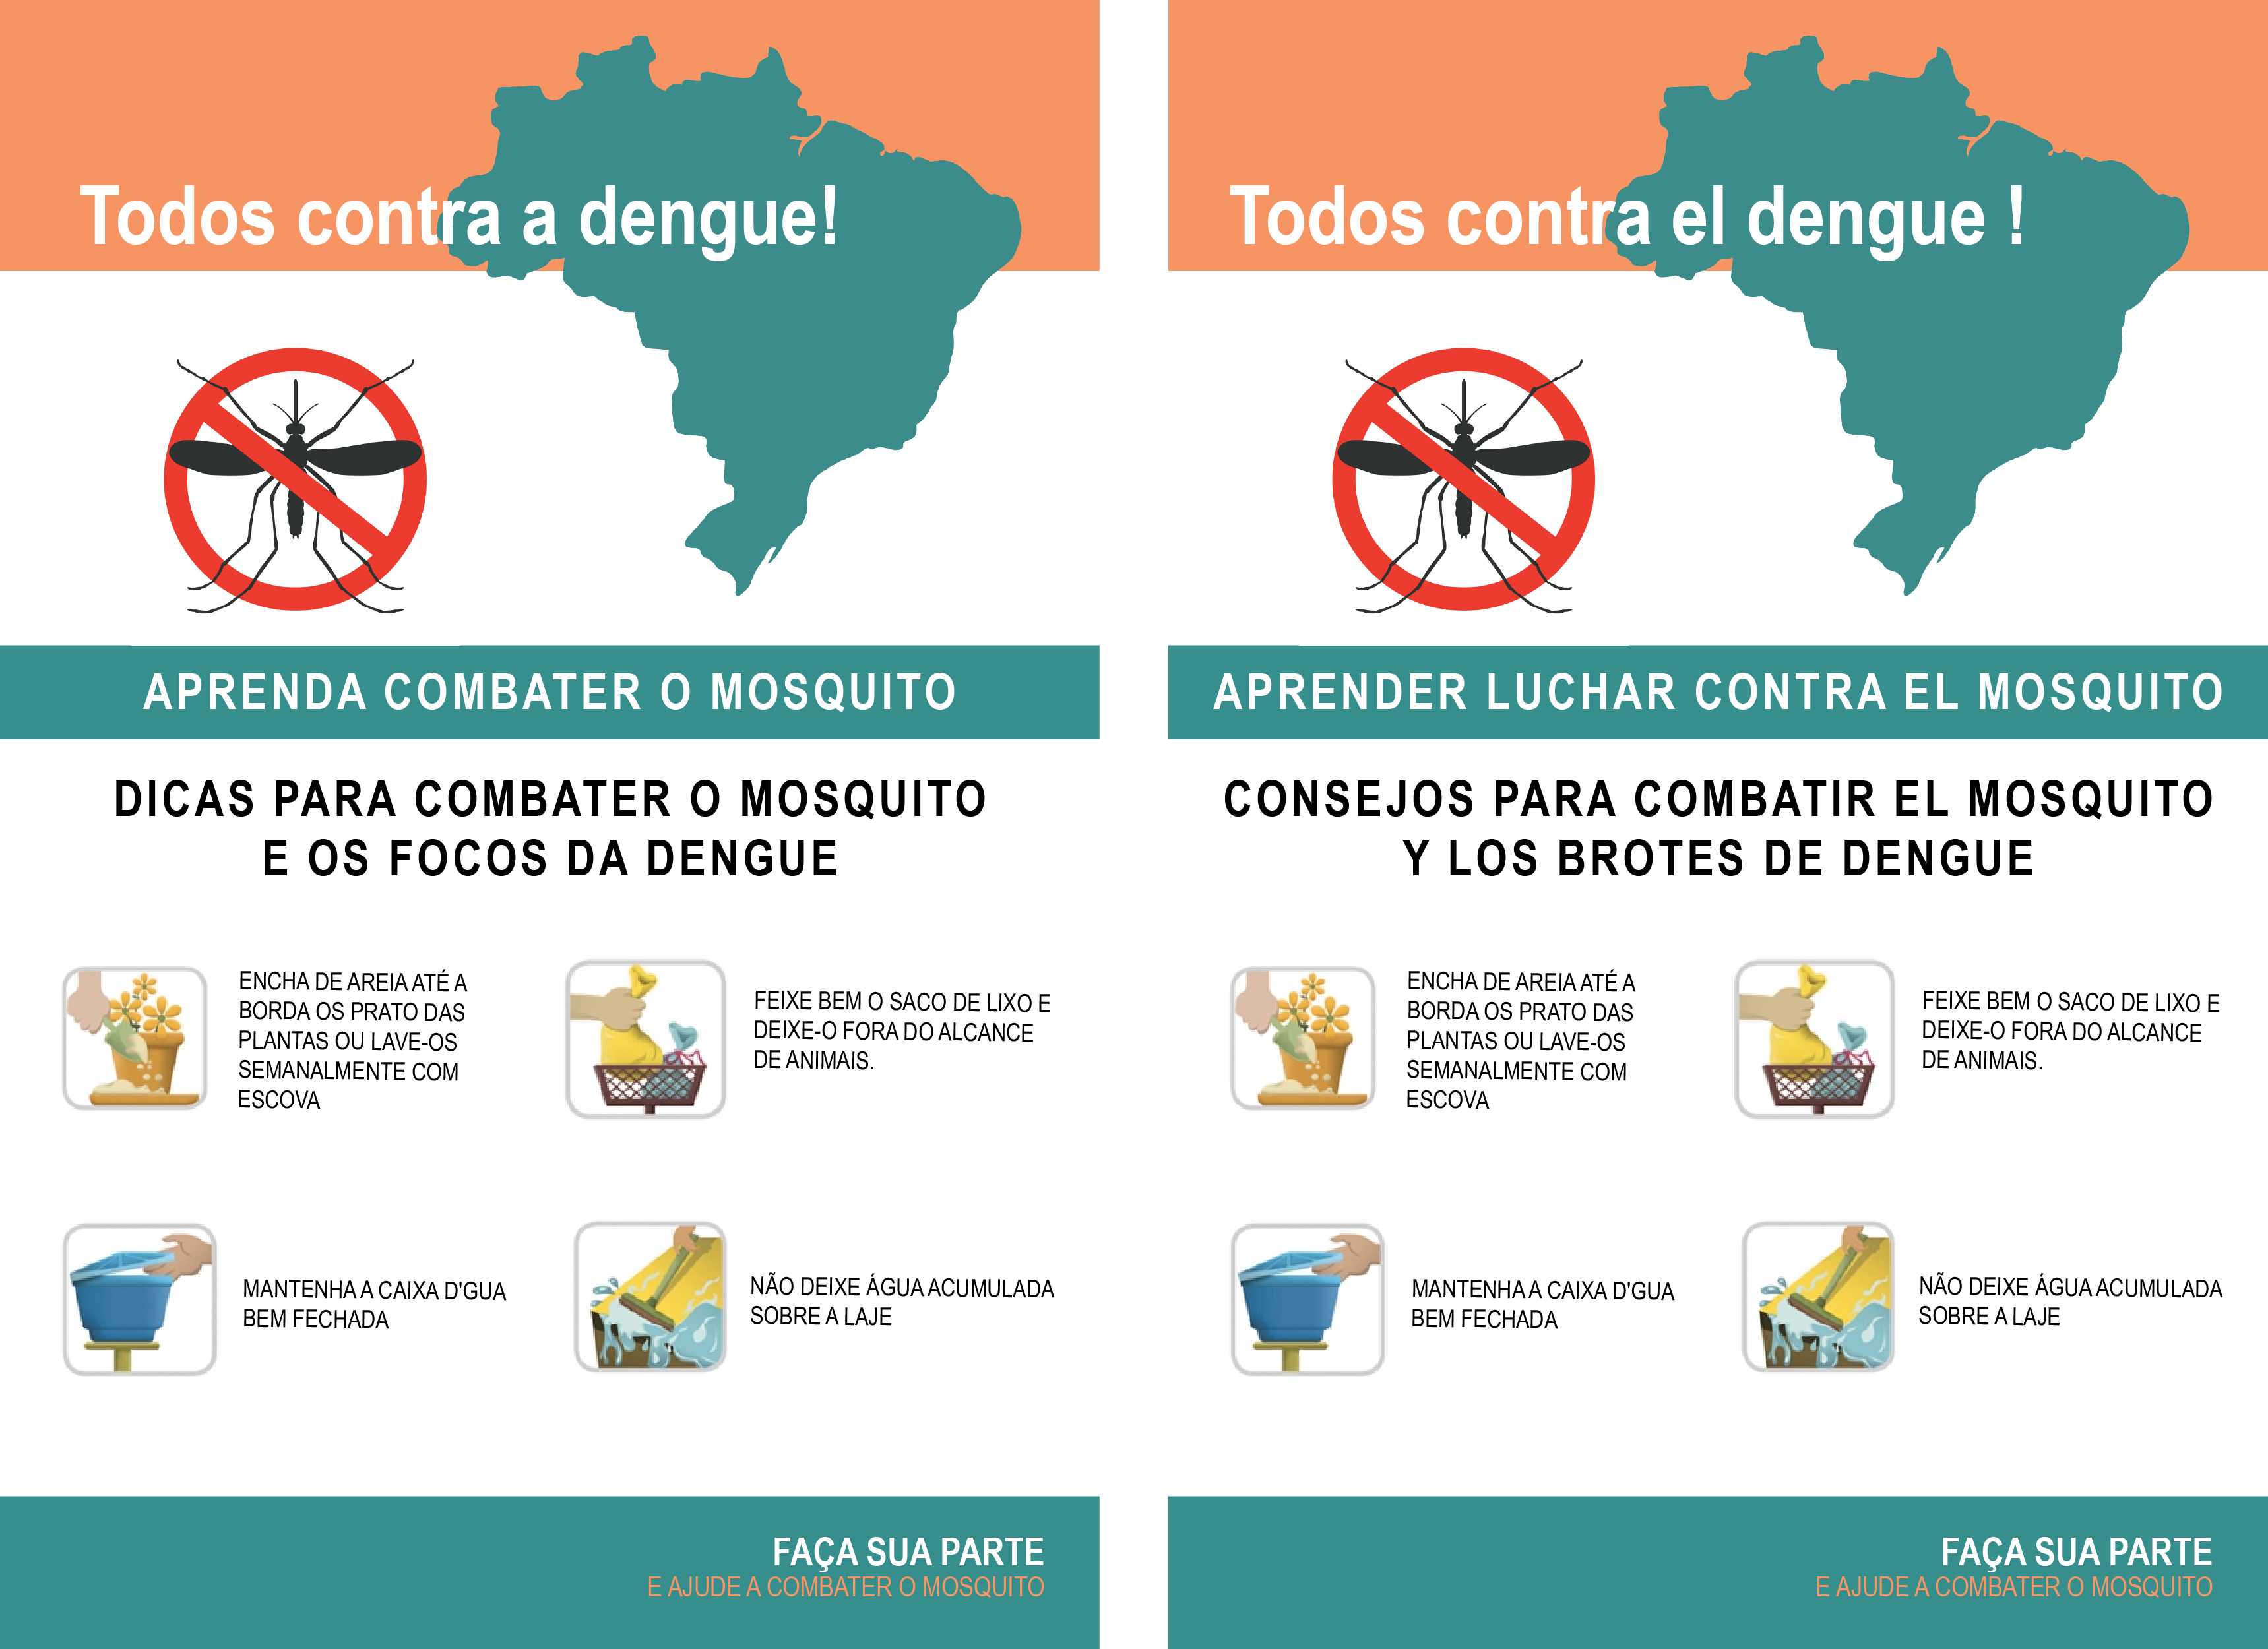 Todos contra a dengue!
APRENDA COMBATER O MOSQUITO
DICAS PARA COMBATER O MOSQUITO
E OS FOCOS DA DENGUE
ENCHA DE AREIA ATÉ A
BORDA OS PRATO DAS
PLANTAS OU LAVE-OS
SEMANALMENTE COM
ESCOVA
FEIXE BEM O SACO DE LIXO E
DEIXE-O FORA DO ALCANCE
DE ANIMAIS.
MANTENHA A CAIXA D'GUA
BEM FECHADA
NÃO DEIXE ÁGUA ACUMULADA
SOBRE A LAJE
FAÇA SUA PARTE
E AJUDE A COMBATER O MOSQUITO
Todos contra el dengue !
APRENDER LUCHAR CONTRA EL MOSQUITO
CONSEJOS PARA COMBATIR EL MOSQUITO
Y LOS BROTES DE DENGUE
ENCHA DE AREIA ATÉ A
BORDA OS PRATO DAS
PLANTAS OU LAVE-OS
SEMANALMENTE COM
ESCOVA
FEIXE BEM O SACO DE LIXO E
DEIXE-O FORA DO ALCANCE
DE ANIMAIS.
MANTENHA A CAIXA D'GUA
BEM FECHADA
NÃO DEIXE ÁGUA ACUMULADA
SOBRE A LAJE
FAÇA SUA PARTE
E AJUDE A COMBATER O MOSQUITO